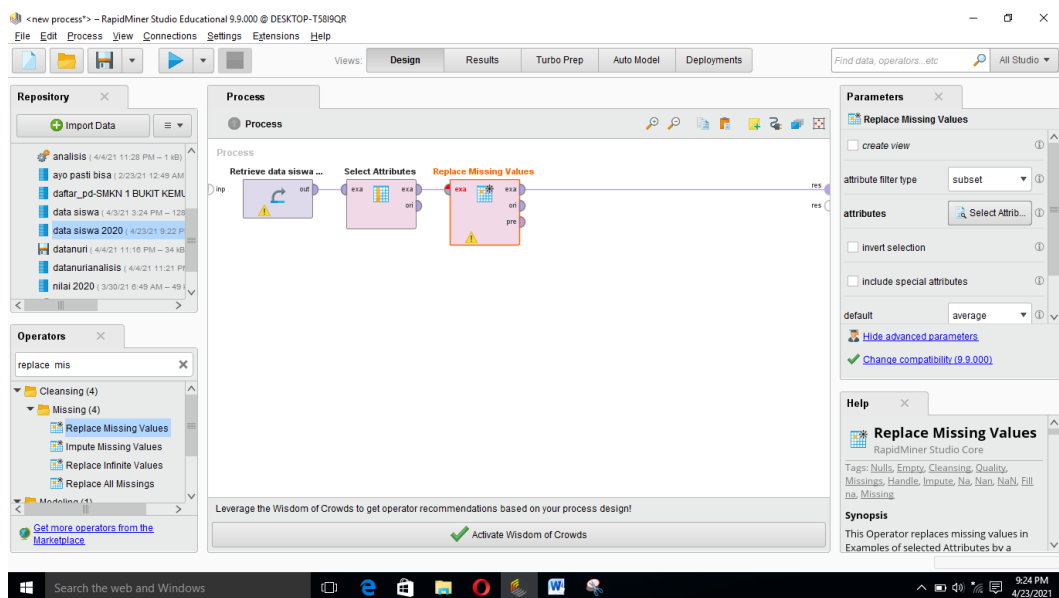 <new process*> – RapidMiner Studio Educational 9.9.000 @ DESKTOP-T58I9QR
File Edit Process View Connections Settings Extensions Help
Views: Design Results Turbo Prep Auto Model Deployments
Find data, operators...etc
All Studio
Repository
Import Data
analisis (4/4/21 11:28 PM – 1 kB)
ayo pasti bisa (2/23/21 12:49 AM
daftar_pd-SMKN 1 BUKIT KEMU
data siswa (4/3/21 3:24 PM – 128
data siswa 2020 (4/23/21 9:22 P
datanuri (4/4/21 11:16 PM – 34 kB
datanurianalisis (4/4/21 11:21 PM
nilai 2020 (3/30/21 6:49 AM – 49
Operators
replace mis
Cleansing (4)
Missing (4)
Replace Missing Values
Impute Missing Values
Replace Infinite Values
Replace All Missings
Modeling (1)
Get more operators from the
Marketplace
Process
Process
Process
Retrieve data siswa ...
Select Attributes
Replace Missing Values
inp
out
exa
exa
ori
exa
exa
ori
pre
res
res
Leverage the Wisdom of Crowds to get operator recommendations based on your process design!
Activate Wisdom of Crowds
Parameters
Replace Missing Values
create view
attribute filter type
subset
attributes
Select Attrib...
invert selection
include special attributes
default
average
Hide advanced parameters
Change compatibility (9.9.000)
Help
Replace Missing Values
RapidMiner Studio Core
Tags: Nulls, Empty, Cleansing, Quality,
Missings, Handle, Impute, Na, Nan, NaN, Fill
na, Missing
Synopsis
This Operator replaces missing values in
Examples of selected Attributes by a
Search the web and Windows
9:24 PM
4/23/2021